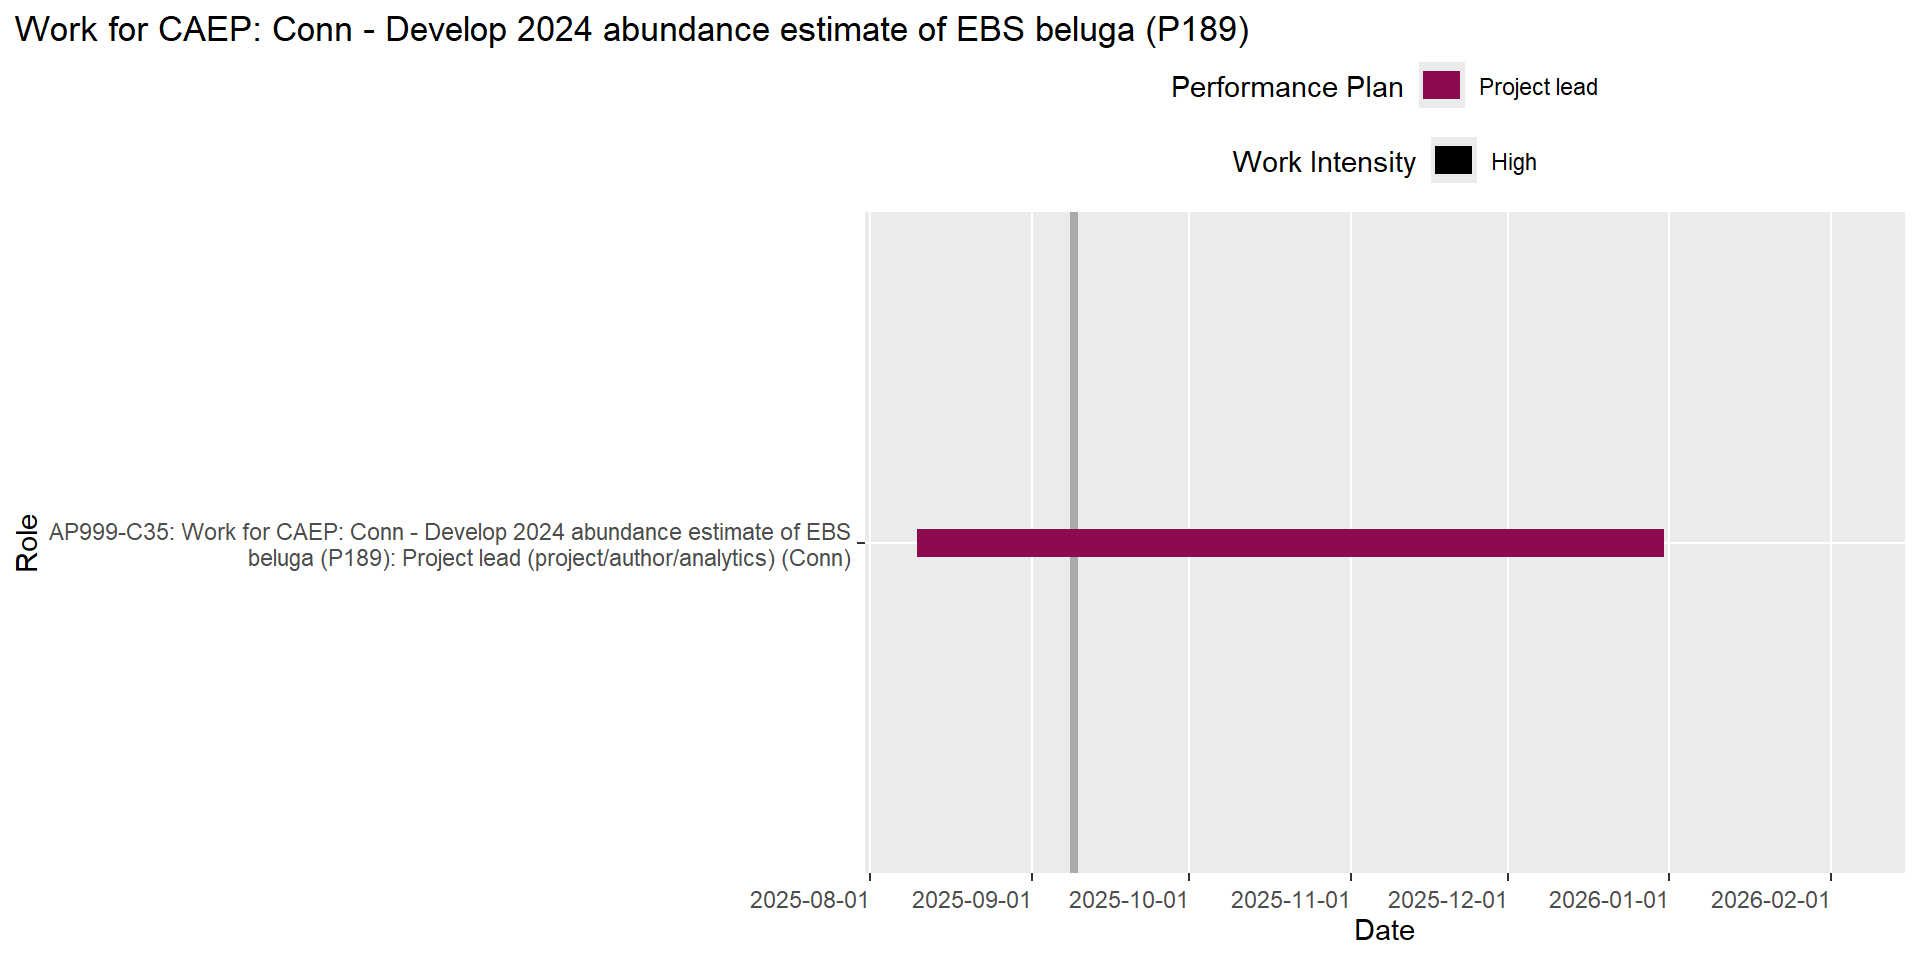 Work for CAEP: Conn - Develop 2024 abundance estimate of EBS beluga (P189)
Performance Plan
Project lead
Work Intensity
High
Role
AP999-C35: Work for CAEP: Conn - Develop 2024 abundance estimate of EBS
beluga (P189): Project lead (project/author/analytics) (Conn)
2025-08-01
2025-09-01
2025-10-01
2025-11-01
2025-12-01
2026-01-01
2026-02-01
Date